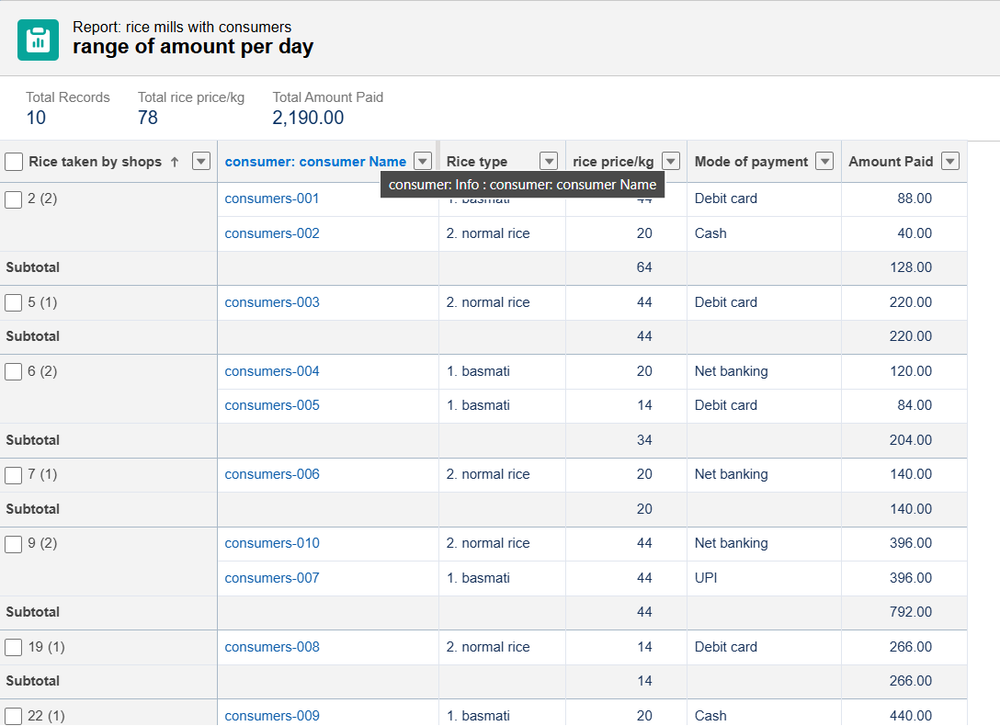 Report: rice mills with consumers
range of amount per day
Total Records Total rice price/kg Total Amount Paid
10 78 2,190.00
Rice taken by shops ↑ consumer: consumer Name Rice type rice price/kg Mode of payment Amount Paid
consumer: Info : consumer: consumer Name
2 (2) consumers-001 1. basmati 44 Debit card 88.00
consumers-002 2. normal rice 20 Cash 40.00
Subtotal 64 128.00
5 (1) consumers-003 2. normal rice 44 Debit card 220.00
Subtotal 44 220.00
6 (2) consumers-004 1. basmati 20 Net banking 120.00
consumers-005 1. basmati 14 Debit card 84.00
Subtotal 34 204.00
7 (1) consumers-006 2. normal rice 20 Net banking 140.00
Subtotal 20 140.00
9 (2) consumers-010 2. normal rice 44 Net banking 396.00
consumers-007 1. basmati 44 UPI 396.00
Subtotal 44 792.00
19 (1) consumers-008 2. normal rice 14 Debit card 266.00
Subtotal 14 266.00
22 (1) consumers-009 1. basmati 20 Cash 440.00